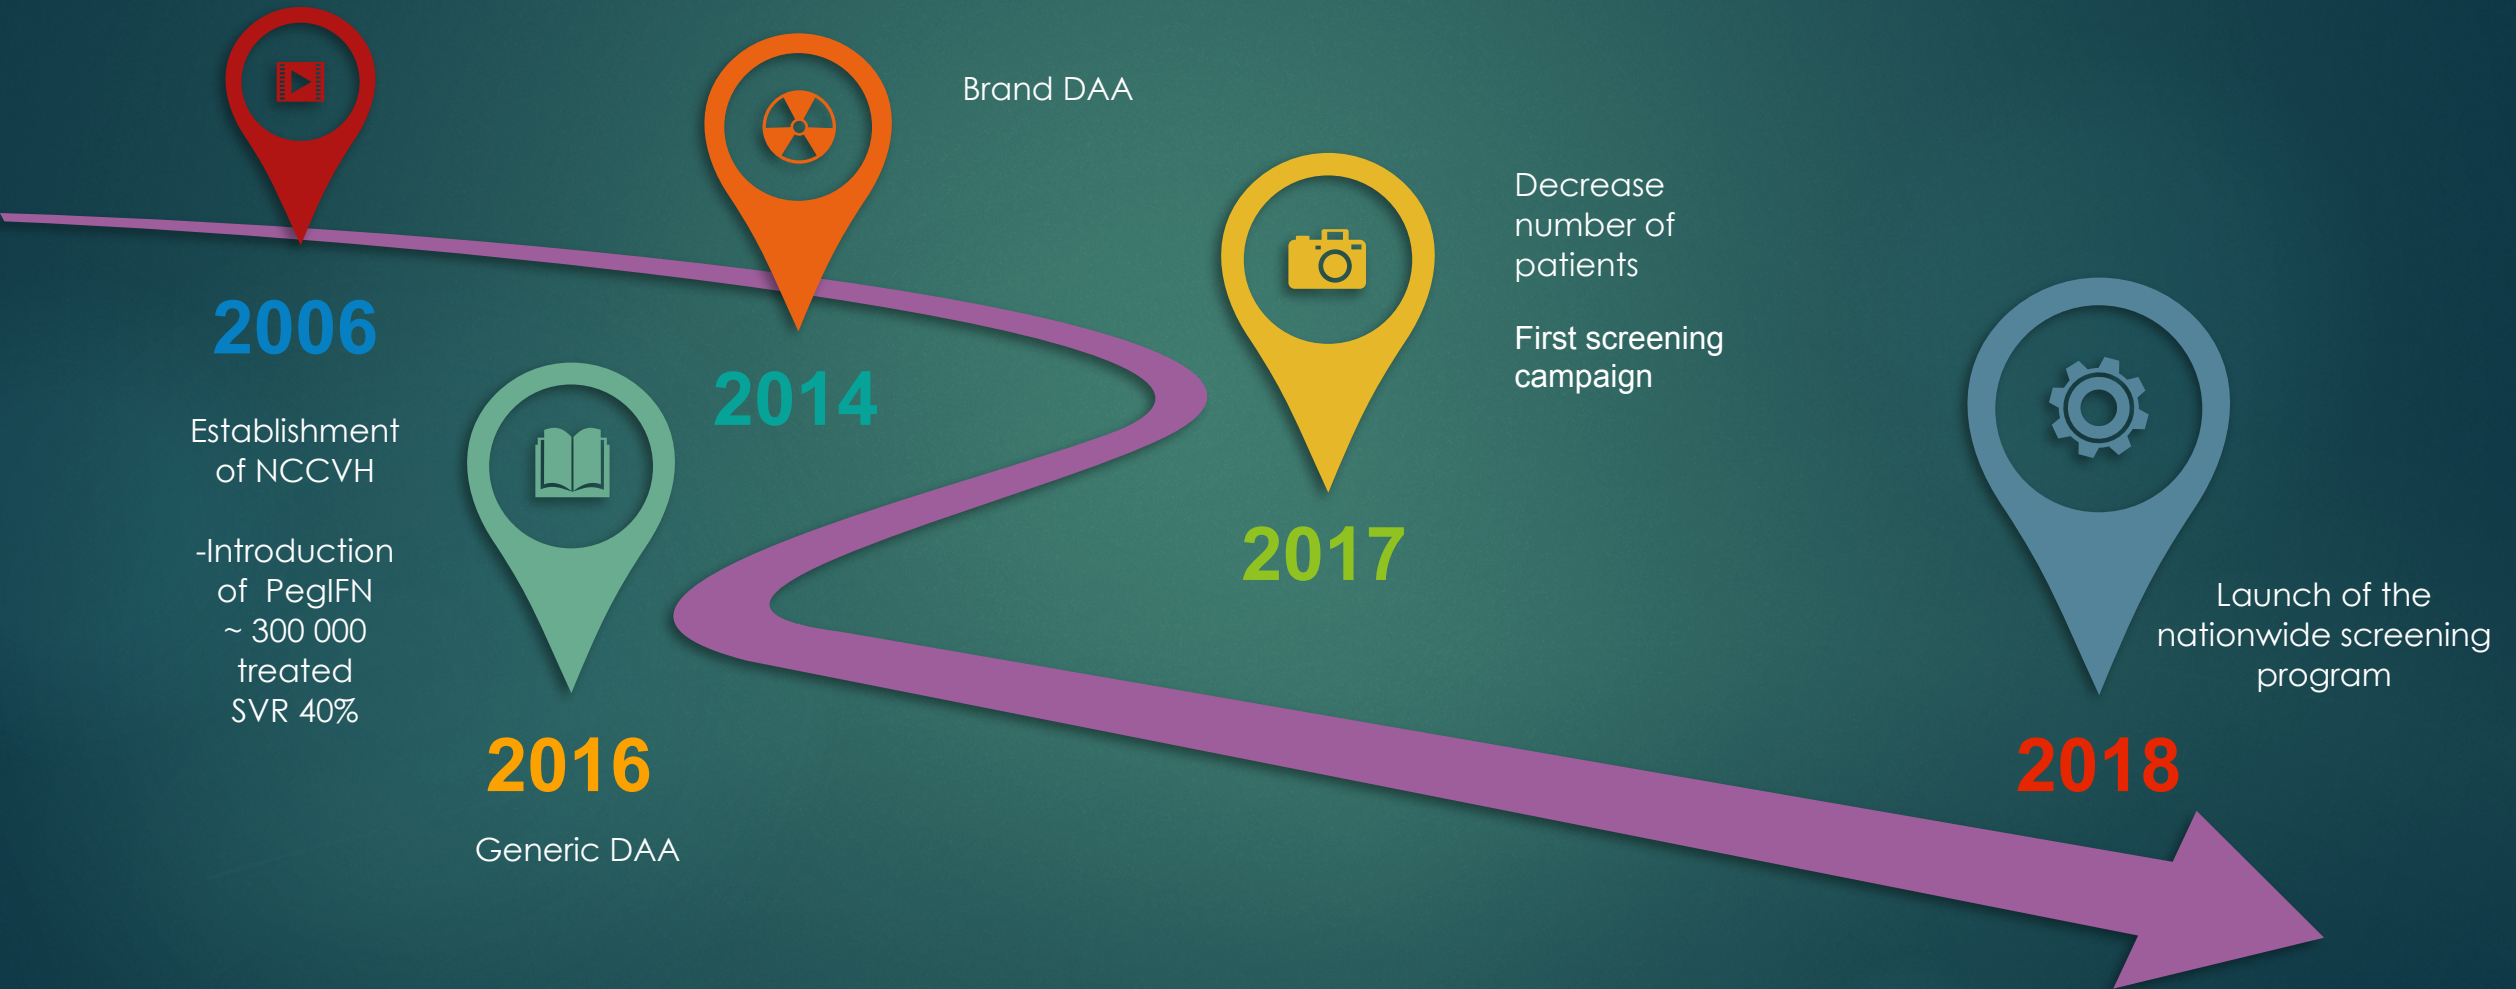 2006
Establishment
of NCCVH
-Introduction
of PegIFN
~ 300 000
treated
SVR 40%
2014
Brand DAA
2016
Generic DAA
2017
Decrease
number of
patients
First screening
campaign
2018
Launch of the
nationwide screening
program